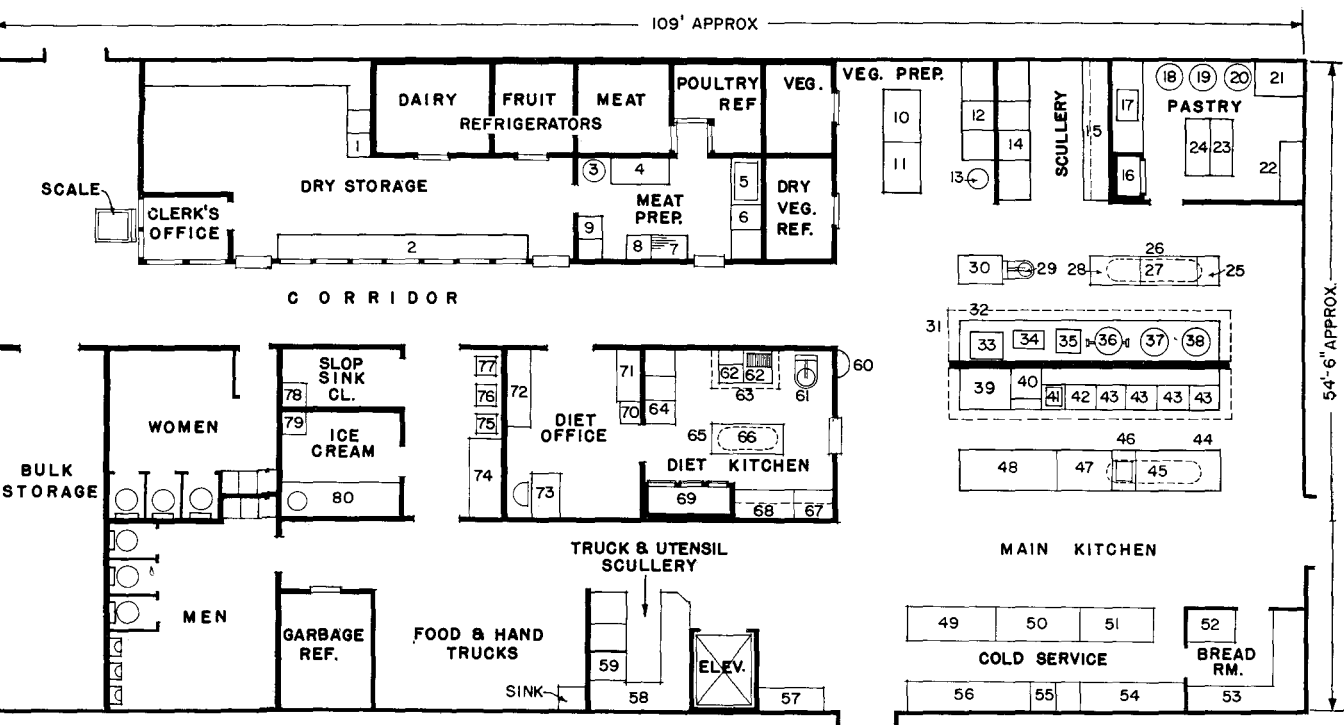 109' APPROX
VEG. PREP.
18 19 20 21
DAIRY
FRUIT
MEAT
POULTRY
REF
VEG.
REFRIGERATORS
10
12
17
PASTRY
SCULLERY
15
1
14
24 23
11
3
4
5
13
16
22
SCALE
DRY STORAGE
MEAT
PREP.
DRY
VEG.
REF.
CLERK'S
OFFICE
6
9
2
8
7
26
30
29
28
27
25
CORRIDOR
32
31
33
34
35
36
37
38
54'-6" APPROX.
SLOP
SINK
CL.
77
72
71
62
62
61
60
63
78
76
39
40
41
42
43
43
43
43
79
75
70
64
WOMEN
ICE
CREAM
DIET
OFFICE
65
66
46
44
BULK
STORAGE
74
DIET KITCHEN
48
47
45
80
73
69
68
67
TRUCK & UTENSIL
SCULLERY
MAIN KITCHEN
MEN
GARBAGE
REF.
FOOD & HAND
TRUCKS
49
50
51
52
59
ELEV.
COLD SERVICE
BREAD
RM.
SINK
58
57
56
55
54
53